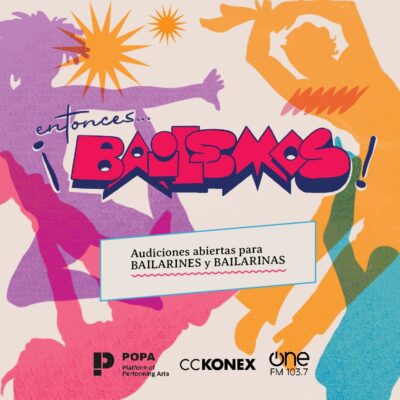 entonces...
¡BAILEMOS!
Audiciones abiertas para
BAILARINES y BAILARINAS
P POPA
Platform of
Performing Arts
CCKONEX
one
FM 103.7